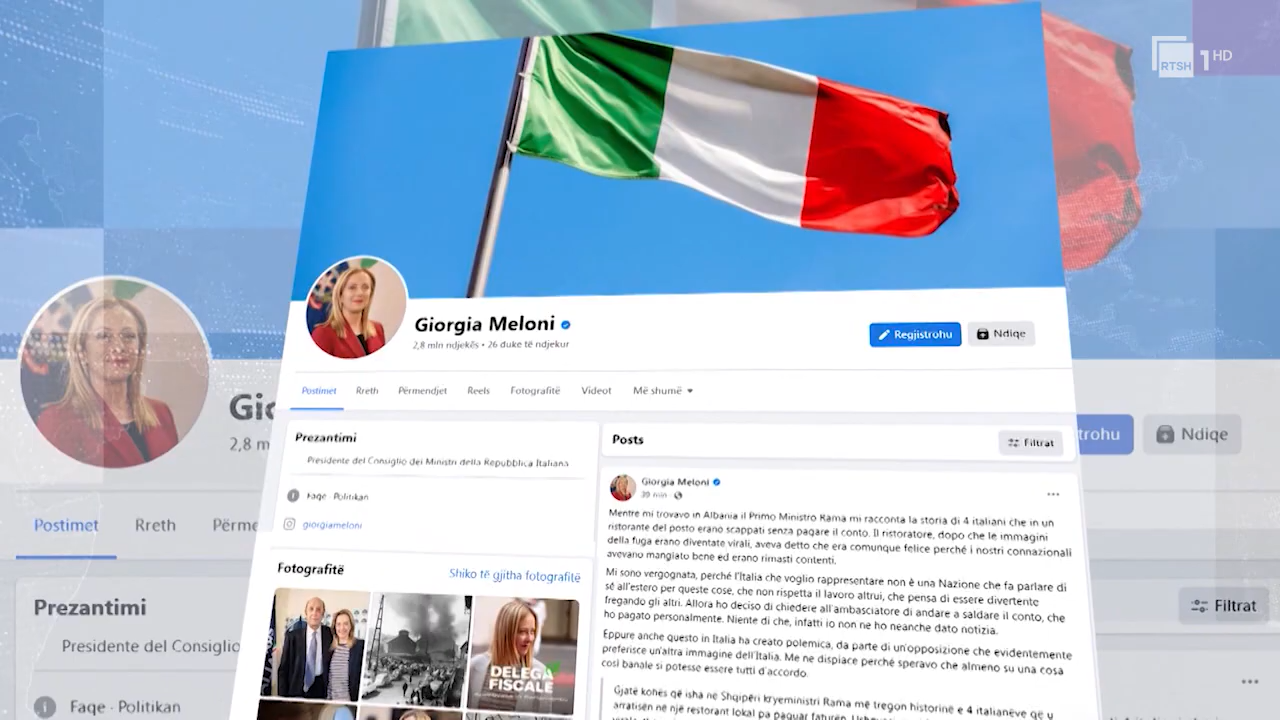 RTSH 1 HD
Giorgia Meloni
2,8 mln ndjekës • 26 duke të ndjekur
Regjistrohu
Ndiqe
Postimet Rreth Përmendjet Reels Fotografitë Videot Më shumë
Prezantimi
Presidente del Consiglio dei Ministri della Repubblica Italiana
Faqe · Politikan
giorgiameloni
Fotografitë
Shiko të gjitha fotografitë
DELEGA
FISCALE
Posts
Filtrat
Giorgia Meloni
39 min
Mentre mi trovavo in Albania il Primo Ministro Rama mi racconta la storia di 4 italiani che in un
ristorante del posto erano scappati senza pagare il conto. Il ristoratore, dopo che le immagini
della fuga erano diventate virali, aveva detto che era comunque felice perché i nostri connazionali
avevano mangiato bene ed erano rimasti contenti.
Mi sono vergognata, perché l'Italia che voglio rappresentare non è una Nazione che fa parlare di
sé all'estero per queste cose, che non rispetta il lavoro altrui, che pensa di essere divertente
fregando gli altri. Allora ho deciso di chiedere all'ambasciatore di andare a saldare il conto, che
ho pagato personalmente. Niente di che, infatti io non ne ho neanche dato notizia.
Eppure anche questo in Italia ha creato polemica, da parte di un'opposizione che evidentemente
preferisce un'altra immagine dell'Italia. Me ne dispiace perché speravo che almeno su una cosa
così banale si potesse essere tutti d'accordo.
Gjatë kohës që isha në Shqipëri kryeministri Rama më tregon historinë e 4 italianëve që u
arratisën në një restorant lokal pa paguar faturën.
Gio
2,8 m
trohu
Ndiqe
Postimet Rreth Përme
Prezantimi
Presidente del Consiglio
Faqe · Politikan
Filtrat